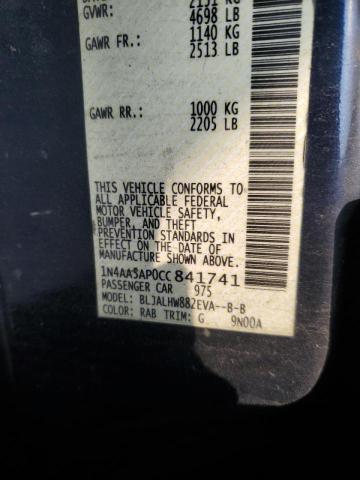 GVWR: 2131 KG
4698 LB
GAWR FR.: 1140 KG
2513 LB
GAWR RR.: 1000 KG
2205 LB
THIS VEHICLE CONFORMS TO
ALL APPLICABLE FEDERAL
MOTOR VEHICLE SAFETY,
BUMPER, AND THEFT
PREVENTION STANDARDS
IN EFFECT ON THE DATE OF
MANUFACTURE SHOWN ABOVE.
1N4AA5AP0CC841741
PASSENGER CAR 975
MODEL: BLJALHW882EVA--B-B
COLOR: RAB TRIM: G 9N00A